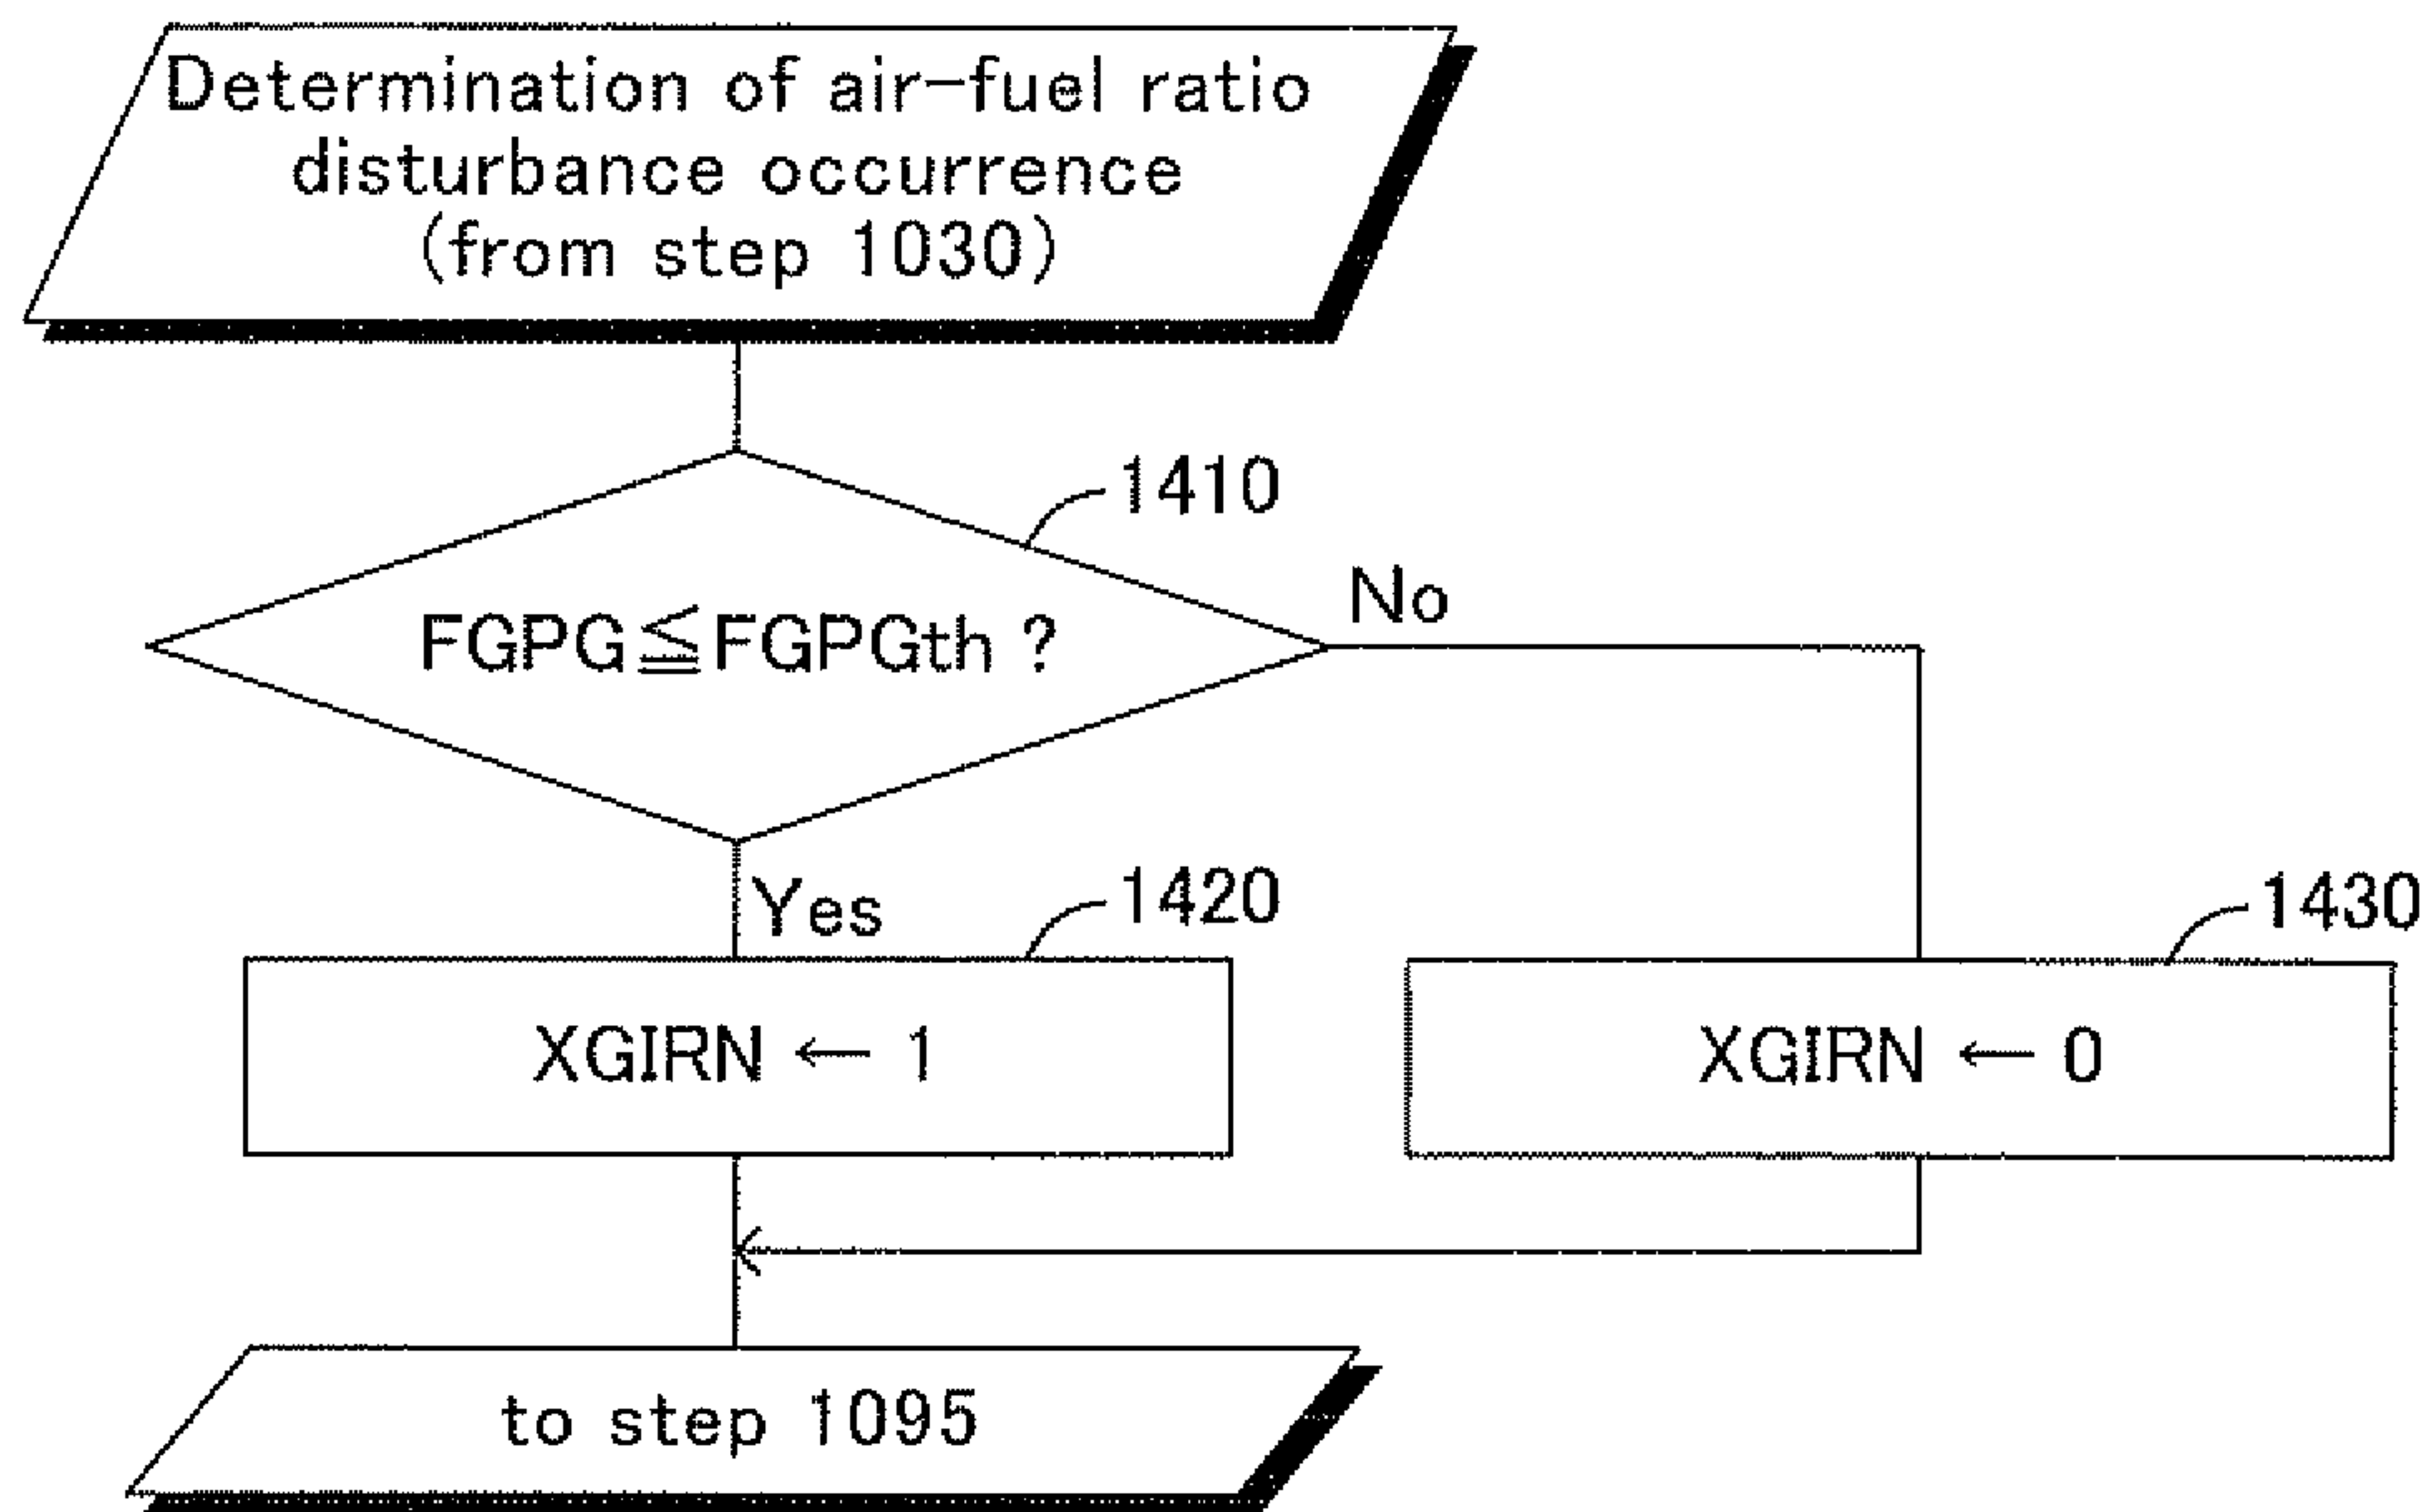 Determination of air-fuel ratio
disturbance occurrence
(from step 1030)
1410
FGPG≦FGPGth ?
No
Yes
1420
1430
XGIRN ← 1
XGIRN ← 0
to step 1095